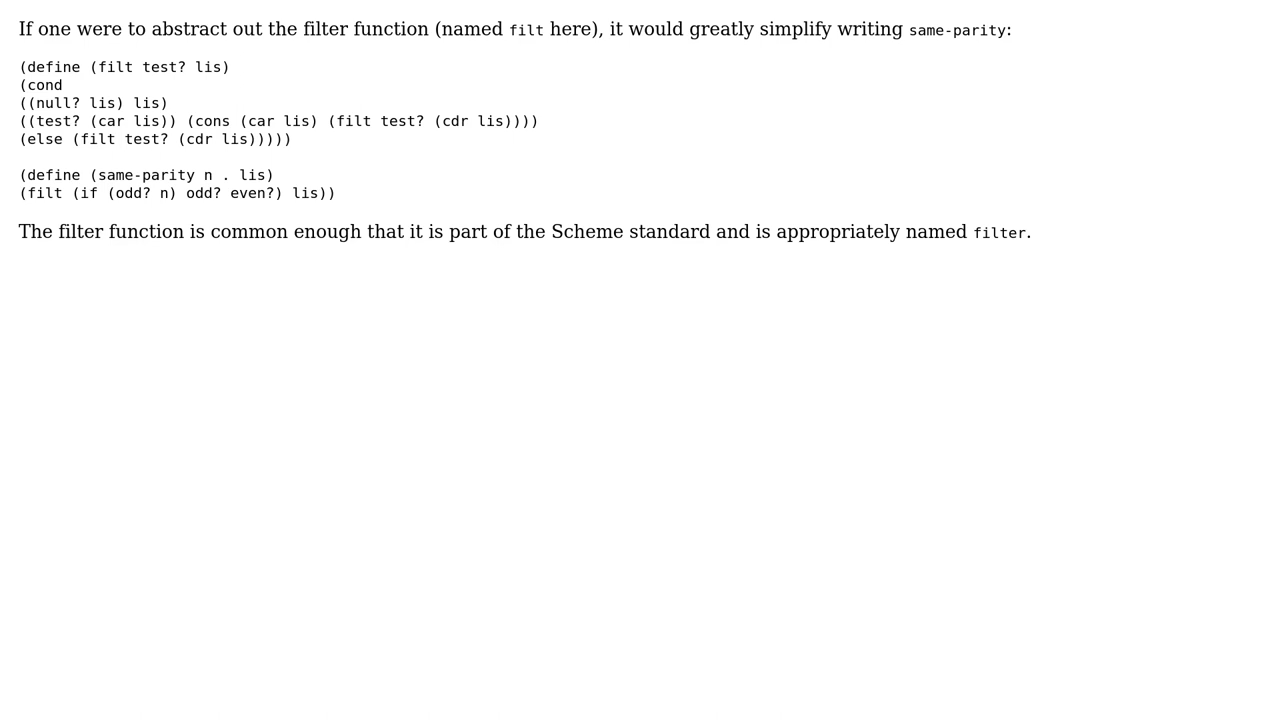 If one were to abstract out the filter function (named filt here), it would greatly simplify writing same-parity:
(define (filt test? lis)
(cond
((null? lis) lis)
((test? (car lis)) (cons (car lis) (filt test? (cdr lis))))
(else (filt test? (cdr lis)))))
(define (same-parity n . lis)
(filt (if (odd? n) odd? even?) lis))
The filter function is common enough that it is part of the Scheme standard and is appropriately named filter.